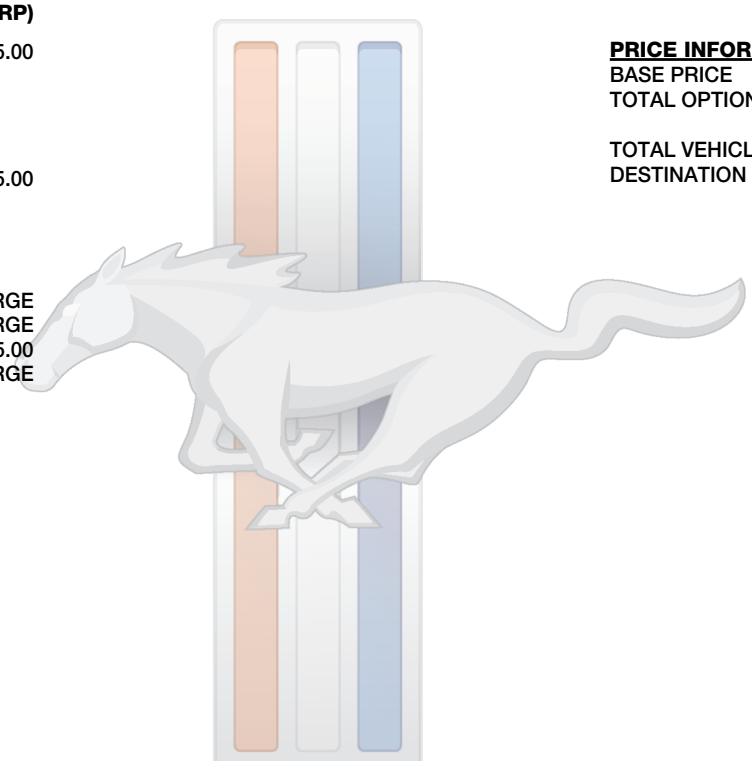 RP)
5.00
5.00
RGE
RGE
5.00
RGE
PRICE INFOR
BASE PRICE
TOTAL OPTION
TOTAL VEHICL
DESTINATION